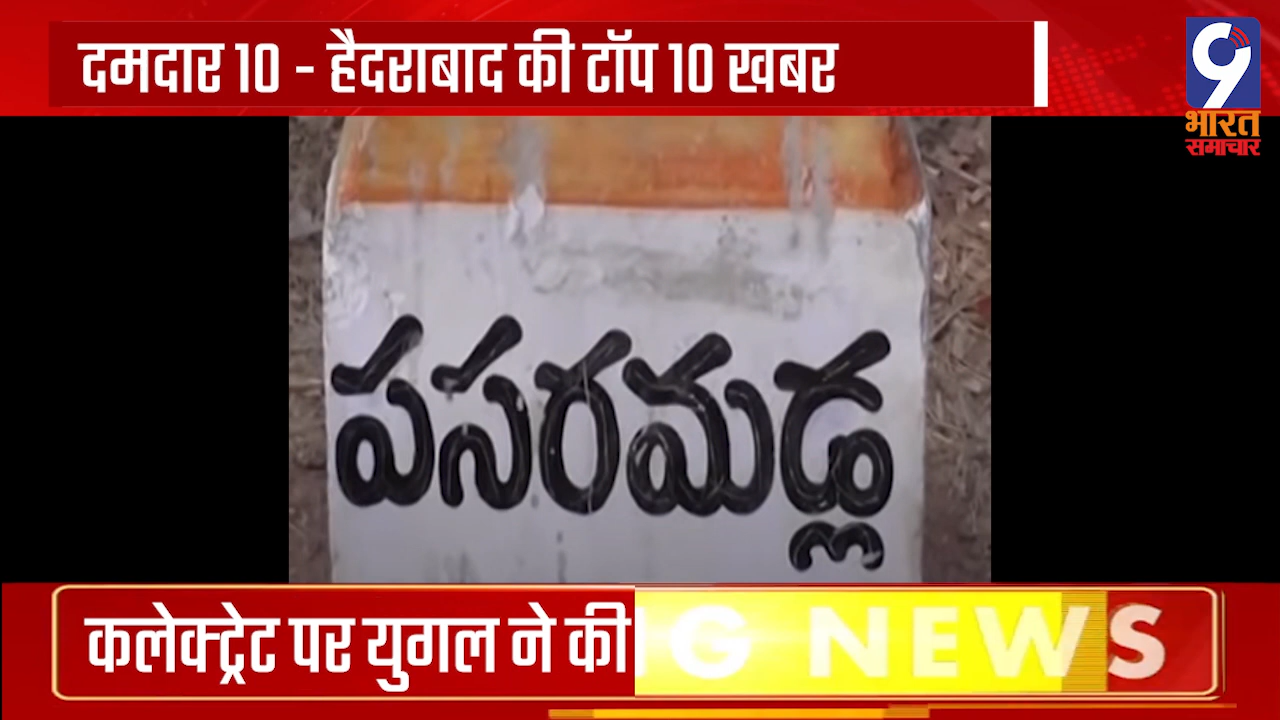 दमदार 10 - हैदराबाद की टॉप 10 खबर
9
भारत
समाचार
పసరమడ్ల
कलेक्ट्रेट पर युगल ने की
G NEWS